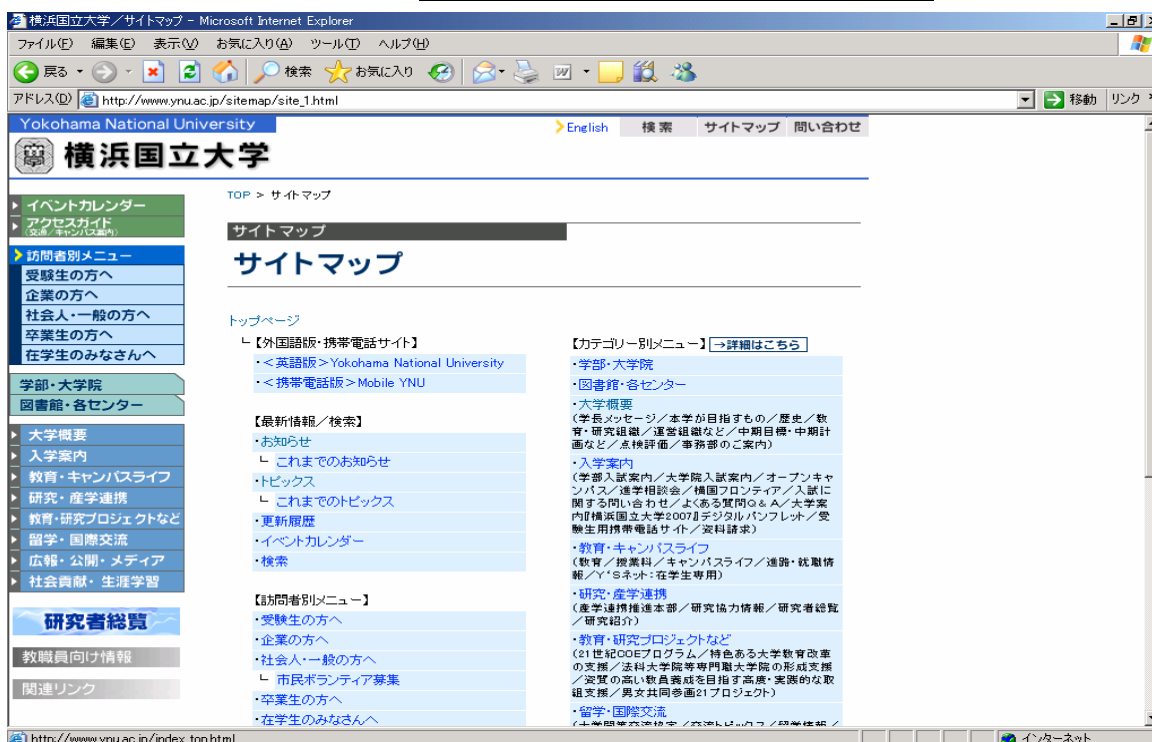 横浜国立大学／サイトマップ - Microsoft Internet Explorer
ファイル(F) 編集(E) 表示(V) お気に入り(A) ツール(T) ヘルプ(H)
戻る 検索 お気に入り
アドレス(D) http://www.ynu.ac.jp/sitemap/site_1.html 移動 リンク
Yokohama National University
English 検索 サイトマップ 問い合わせ
横浜国立大学
イベントカレンダー
アクセスガイド
(交通／キャンパス案内)
訪問者別メニュー
受験生の方へ
企業の方へ
社会人・一般の方へ
卒業生の方へ
在学生のみなさんへ
学部・大学院
図書館・各センター
大学概要
入学案内
教育・キャンパスライフ
研究・産学連携
教育・研究プロジェクトなど
留学・国際交流
広報・公開・メディア
社会貢献・生涯学習
研究者総覧
教職員向け情報
関連リンク
TOP > サイトマップ
サイトマップ
サイトマップ
トップページ
【外国語版・携帯電話サイト】
・＜英語版＞Yokohama National University
・＜携帯電話版＞Mobile YNU
【最新情報／検索】
・お知らせ
これまでのお知らせ
・トピックス
これまでのトピックス
・更新履歴
・イベントカレンダー
・検索
【訪問者別メニュー】
・受験生の方へ
・企業の方へ
・社会人・一般の方へ
市民ボランティア募集
・卒業生の方へ
・在学生のみなさんへ
【カテゴリー別メニュー】→詳細はこちら
・学部・大学院
・図書館・各センター
・大学概要
(学長メッセージ／本学が目指すもの／歴史／教
育・研究組織／運営組織など／中期目標・中期計
画など／点検評価／事務部のご案内)
・入学案内
(学部入試案内／大学院入試案内／オープンキャ
ンパス／進学相談会／横国フロンティア／入試に
関する問い合わせ／よくある質問Q&A／大学案
内『横浜国立大学2007』デジタルパンフレット／受
験生用携帯電話サイト／資料請求)
・教育・キャンパスライフ
(教育／授業料／キャンパスライフ／進路・就職情
報／Y'Sネット：在学生専用)
・研究・産学連携
(産学連携推進本部／研究協力情報／研究者総覧
／研究紹介)
・教育・研究プロジェクトなど
(21世紀COEプログラム／特色ある大学教育改革
の支援／法科大学院等専門職大学院の形成支援
／資質の高い教員養成を目指す高度・実践的な取
組支援／男女共同参画21プロジェクト)
・留学・国際交流
(大学間等交流協定／交流トピックス／留学情報／
http://www.ynu.ac.jp/index_top.html インターネット